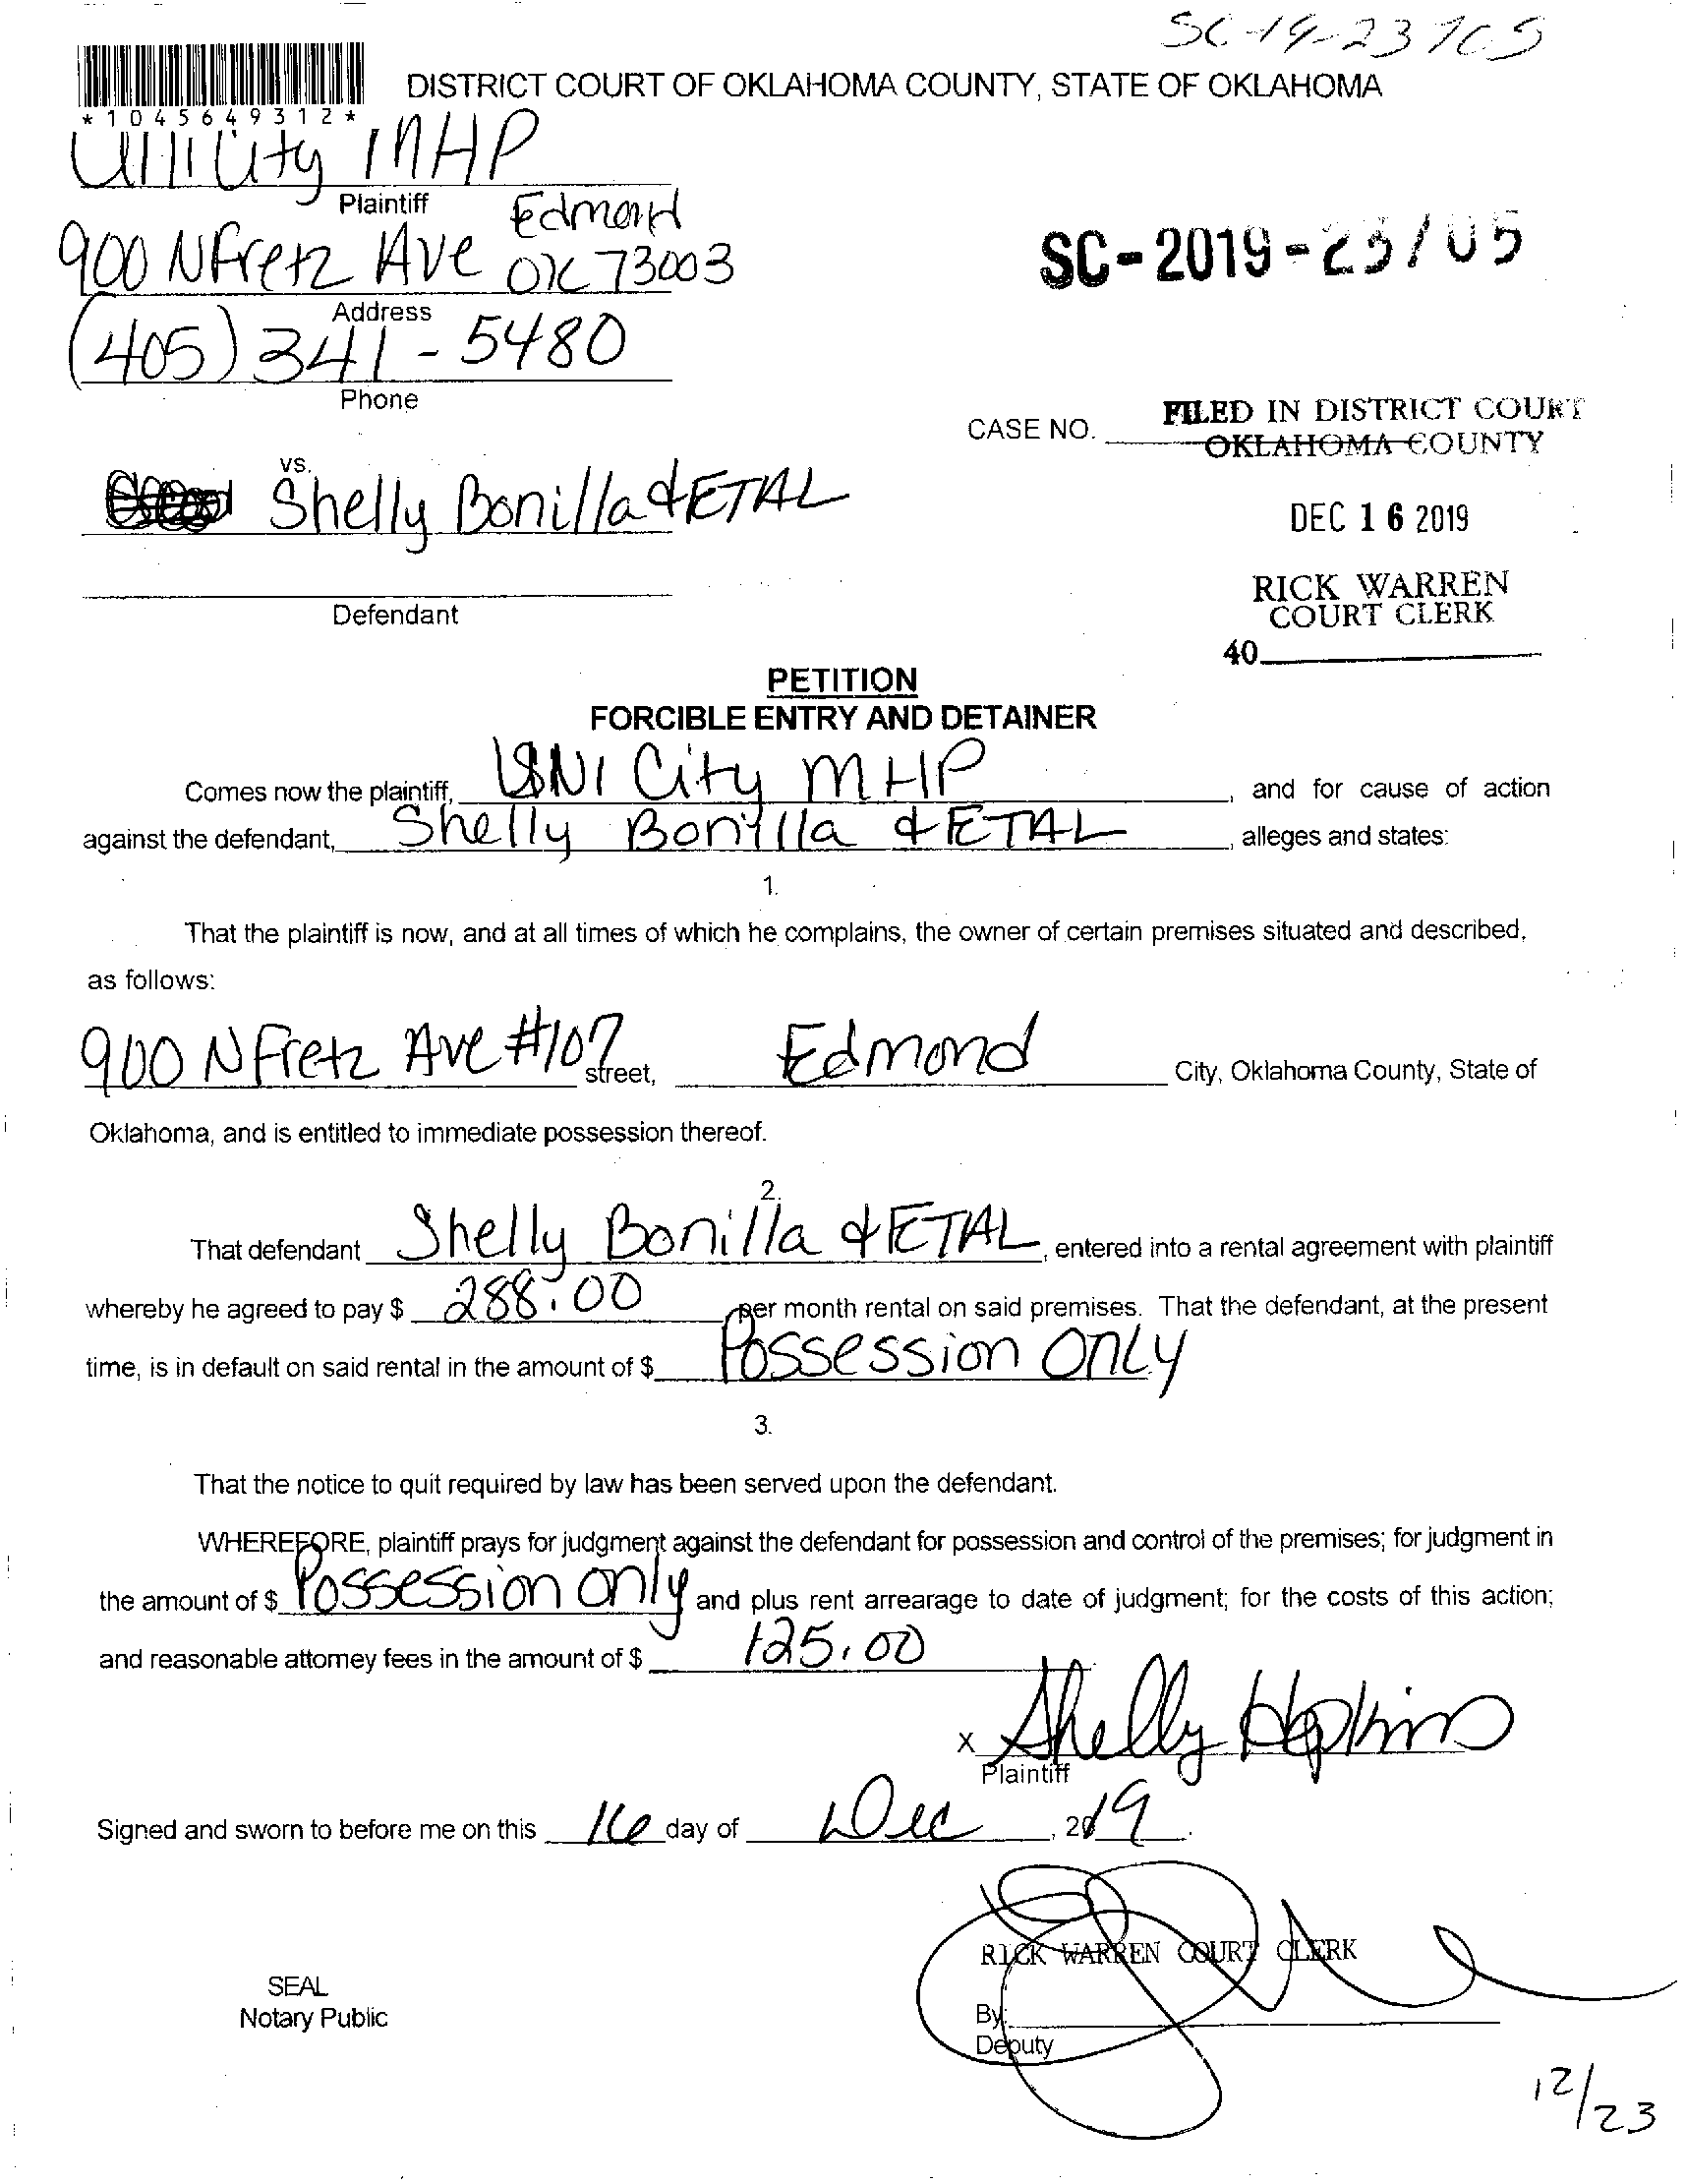 DISTRICT COURT OF OKLAHOMA COUNTY, STATE OF OKLAHOMA
*1045649312*
City MHP
Plaintiff
900 N Fretz Ave Edmond OK 73003
Address
(405) 341-5480
Phone
SC-2019-
CASE NO.
FILED IN DISTRICT COURT
OKLAHOMA COUNTY
vs.
Shelly Bonilla & ETAL
DEC 16 2019
RICK WARREN
COURT CLERK
Defendant
40
PETITION
FORCIBLE ENTRY AND DETAINER
Comes now the plaintiff, UNI City MHP, and for cause of action
against the defendant, Shelly Bonilla & ETAL, alleges and states:
1.
That the plaintiff is now, and at all times of which he complains, the owner of certain premises situated and described,
as follows:
900 N Fretz Ave #107 street, Edmond City, Oklahoma County, State of
Oklahoma, and is entitled to immediate possession thereof.
2.
That defendant Shelly Bonilla & ETAL, entered into a rental agreement with plaintiff
whereby he agreed to pay $ 288.00 per month rental on said premises. That the defendant, at the present
time, is in default on said rental in the amount of $ Possession Only
3.
That the notice to quit required by law has been served upon the defendant.
WHEREFORE, plaintiff prays for judgment against the defendant for possession and control of the premises; for judgment in
the amount of $ Possession only and plus rent arrearage to date of judgment; for the costs of this action;
and reasonable attorney fees in the amount of $ 125.00
x Shelly Hopkins
Plaintiff
Signed and sworn to before me on this 16 day of Dec, 2019.
RICK WARREN COURT CLERK
SEAL
Notary Public
By:
Deputy
12/23